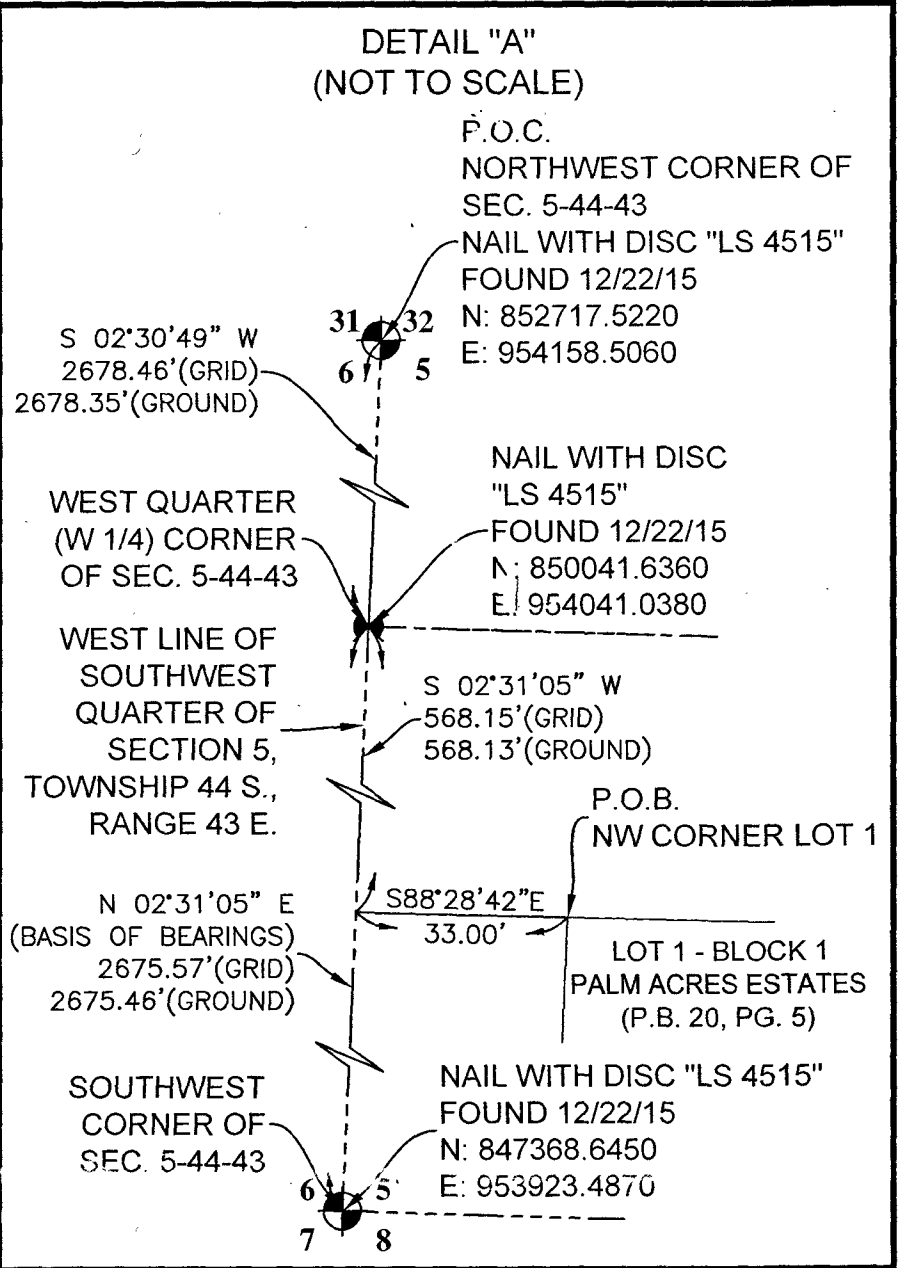 DETAIL "A"
(NOT TO SCALE)
P.O.C.
NORTHWEST CORNER OF
SEC. 5-44-43
NAIL WITH DISC "LS 4515"
FOUND 12/22/15
N: 852717.5220
E: 954158.5060
31 32
6 5
S 02°30'49" W
2678.46'(GRID)
2678.35'(GROUND)
NAIL WITH DISC
"LS 4515"
FOUND 12/22/15
N: 850041.6360
E: 954041.0380
WEST QUARTER
(W 1/4) CORNER
OF SEC. 5-44-43
WEST LINE OF
SOUTHWEST
QUARTER OF
SECTION 5,
TOWNSHIP 44 S.,
RANGE 43 E.
S 02°31'05" W
568.15'(GRID)
568.13'(GROUND)
P.O.B.
NW CORNER LOT 1
S88°28'42"E
33.00'
N 02°31'05" E
(BASIS OF BEARINGS)
2675.57'(GRID)
2675.46'(GROUND)
LOT 1 - BLOCK 1
PALM ACRES ESTATES
(P.B. 20, PG. 5)
SOUTHWEST
CORNER OF
SEC. 5-44-43
NAIL WITH DISC "LS 4515"
FOUND 12/22/15
N: 847368.6450
E: 953923.4870
6 5
7 8